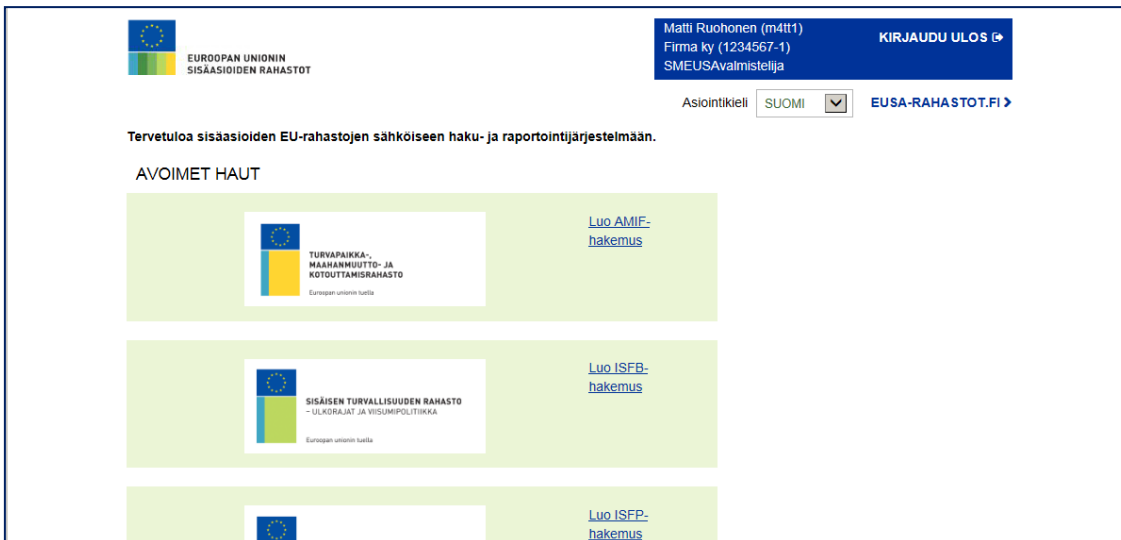 EUROOPAN UNIONIN
SISÄASIOIDEN RAHASTOT
Matti Ruohonen (m4tt1)
Firma ky (1234567-1)
SMEUSAvalmistelija
KIRJAUDU ULOS
Asiointikieli SUOMI
EUSA-RAHASTOT.FI
Tervetuloa sisäasioiden EU-rahastojen sähköiseen haku- ja raportointijärjestelmään.
AVOIMET HAUT
TURVAPAIKKA-,
MAAHANMUUTTO- JA
KOTOUTTAMISRAHASTO
Euroopan unionin tuella
Luo AMIF-
hakemus
SISÄISEN TURVALLISUUDEN RAHASTO
– ULKORAJAT JA VIISUMIPOLITIIKKA
Euroopan unionin tuella
Luo ISFB-
hakemus
Luo ISFP-
hakemus